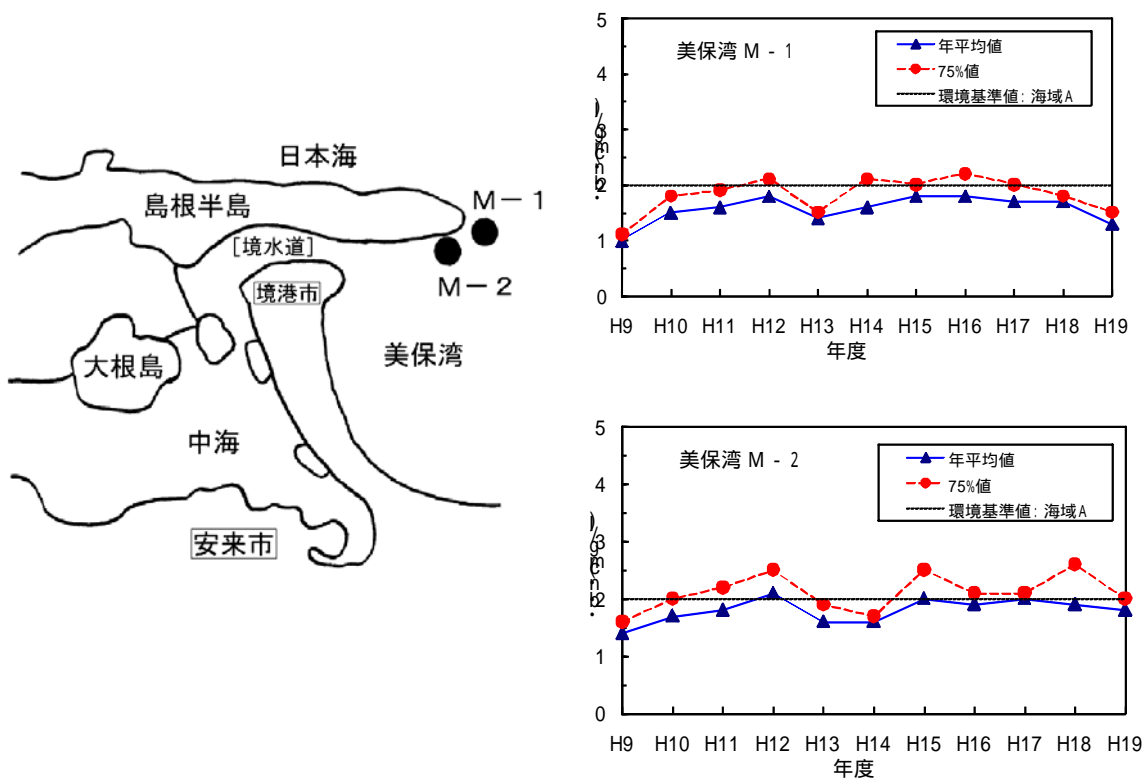 日本海
島根半島
M－1
[境水道]
M－2
境港市
美保湾
大根島
中海
安来市
美保湾 M - 1
年平均値
75%値
環境基準値: 海域A
5
4
3
2
1
0
H9 H10 H11 H12 H13 H14 H15 H16 H17 H18 H19
年度
美保湾 M - 2
年平均値
75%値
環境基準値: 海域A
5
4
3
2
1
0
H9 H10 H11 H12 H13 H14 H15 H16 H17 H18 H19
年度